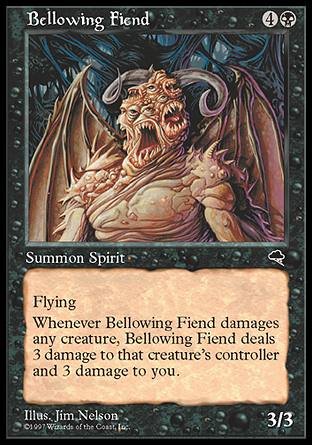 Bellowing Fiend 4
Summon Spirit
Flying
Whenever Bellowing Fiend damages
any creature, Bellowing Fiend deals
3 damage to that creature's controller
and 3 damage to you.
Illus. Jim Nelson
©1997 Wizards of the Coast, Inc.
3/3